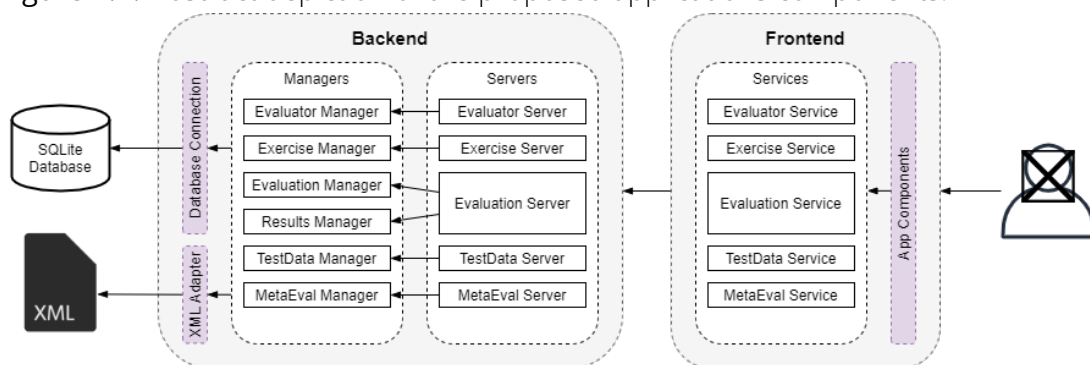 Backend
Frontend
Managers
Servers
Services
Evaluator Manager
Evaluator Server
Evaluator Service
Exercise Manager
Exercise Server
Exercise Service
Evaluation Manager
Evaluation Server
Evaluation Service
Results Manager
TestData Manager
TestData Server
TestData Service
MetaEval Manager
MetaEval Server
MetaEval Service
Database Connection
XML Adapter
App Components
SQLite
Database
XML